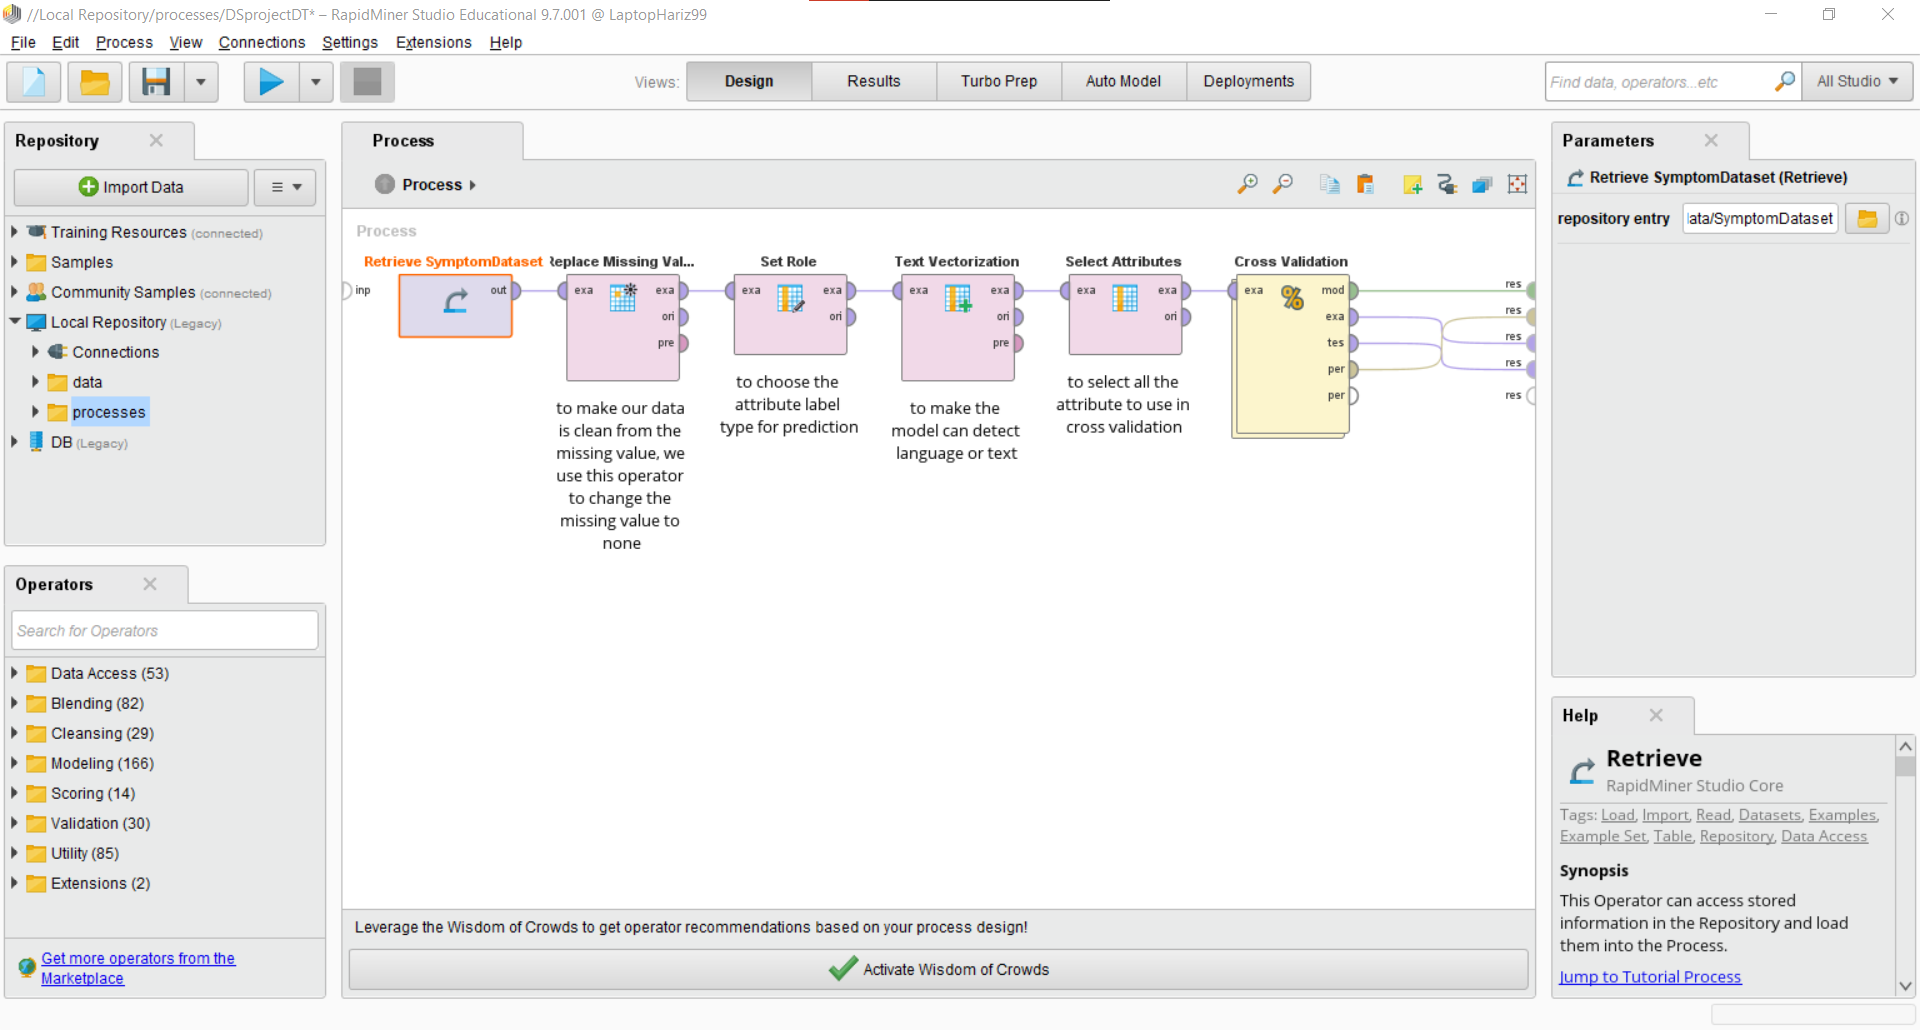 //Local Repository/processes/DSprojectDT* – RapidMiner Studio Educational 9.7.001 @ LaptopHariz99
File Edit Process View Connections Settings Extensions Help
Views: Design Results Turbo Prep Auto Model Deployments
Find data, operators...etc
All Studio
Repository
Import Data
Training Resources (connected)
Samples
Community Samples (connected)
Local Repository (Legacy)
Connections
data
processes
DB (Legacy)
Operators
Search for Operators
Data Access (53)
Blending (82)
Cleansing (29)
Modeling (166)
Scoring (14)
Validation (30)
Utility (85)
Extensions (2)
Get more operators from the
Marketplace
Process
Process
Process
inp
Retrieve SymptomDataset
out
Replace Missing Val...
exa exa
ori
pre
to make our data
is clean from the
missing value, we
use this operator
to change the
missing value to
none
Set Role
exa exa
ori
to choose the
attribute label
type for prediction
Text Vectorization
exa exa
ori
pre
to make the
model can detect
language or text
Select Attributes
exa exa
ori
to select all the
attribute to use in
cross validation
Cross Validation
exa mod
exa
tes
per
per
res
res
res
res
res
Leverage the Wisdom of Crowds to get operator recommendations based on your process design!
Activate Wisdom of Crowds
Parameters
Retrieve SymptomDataset (Retrieve)
repository entry
ata/SymptomDataset
Help
Retrieve
RapidMiner Studio Core
Tags: Load, Import, Read, Datasets, Examples,
Example Set, Table, Repository, Data Access
Synopsis
This Operator can access stored
information in the Repository and load
them into the Process.
Jump to Tutorial Process